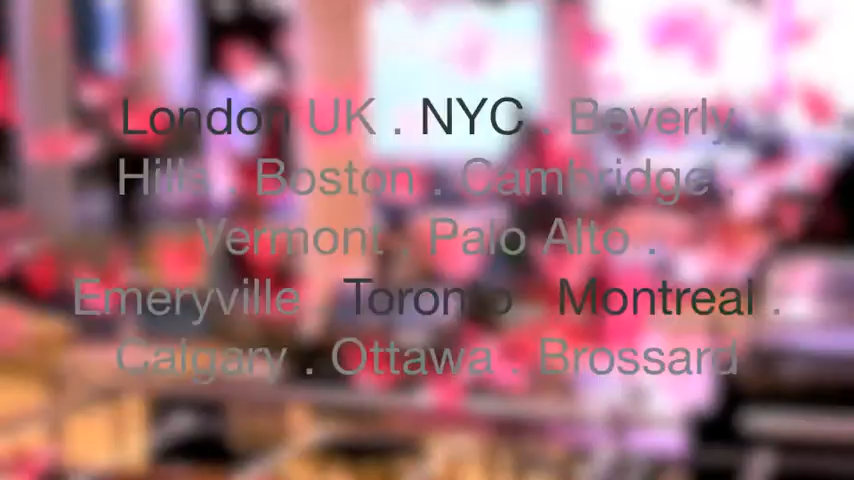 London UK . NYC . Beverly
Hills . Boston . Cambridge .
Vermont . Palo Alto .
Emeryville . Toronto . Montreal .
Calgary . Ottawa . Brossard